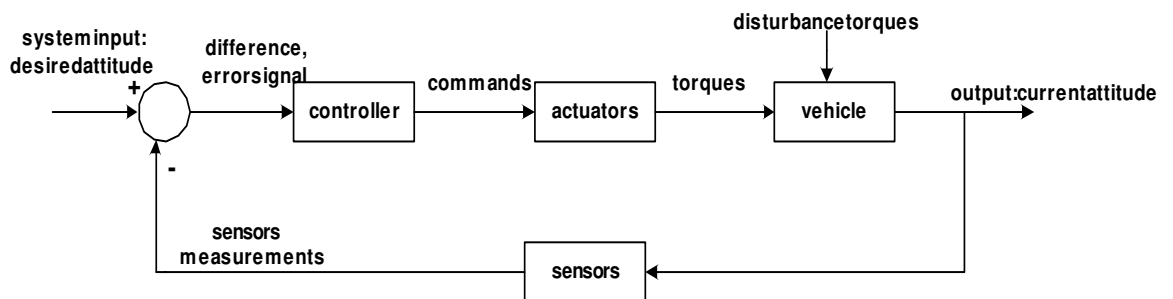 systeminput:
desiredattitude
+
difference,
errorsignal
controller
commands
actuators
torques
disturbancetorques
vehicle
output:currentattitude
-
sensors
measurements
sensors